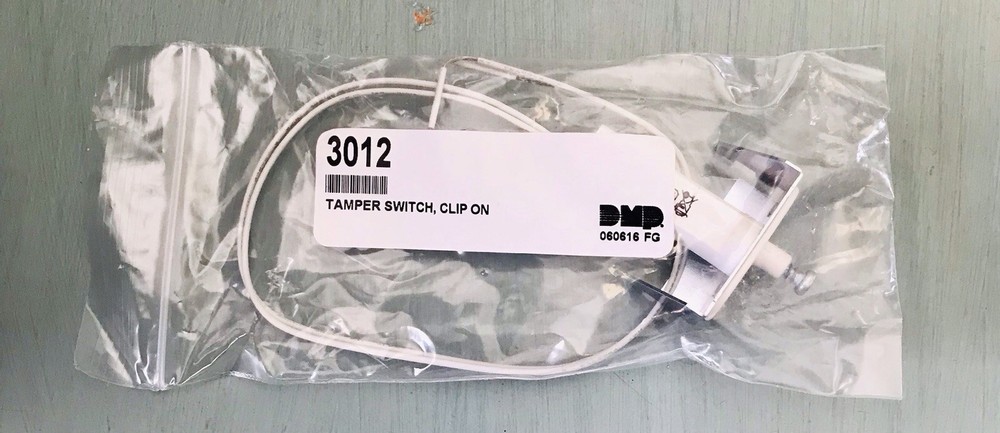 3012
TAMPER SWITCH, CLIP ON
DMP
060616 FG